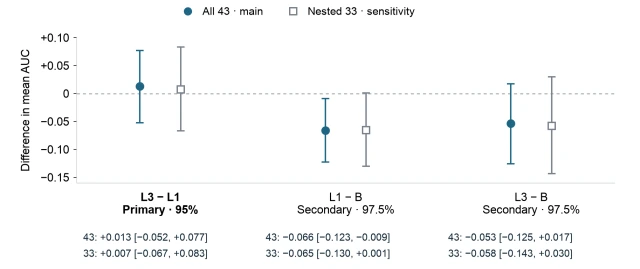 All 43 · main
Nested 33 · sensitivity
Difference in mean AUC
+0.10
+0.05
0
−0.05
−0.10
−0.15
L3 − L1
Primary · 95%
L1 − B
Secondary · 97.5%
L3 − B
Secondary · 97.5%
43: +0.013 [−0.052, +0.077]
33: +0.007 [−0.067, +0.083]
43: −0.066 [−0.123, −0.009]
33: −0.065 [−0.130, +0.001]
43: −0.053 [−0.125, +0.017]
33: −0.058 [−0.143, +0.030]